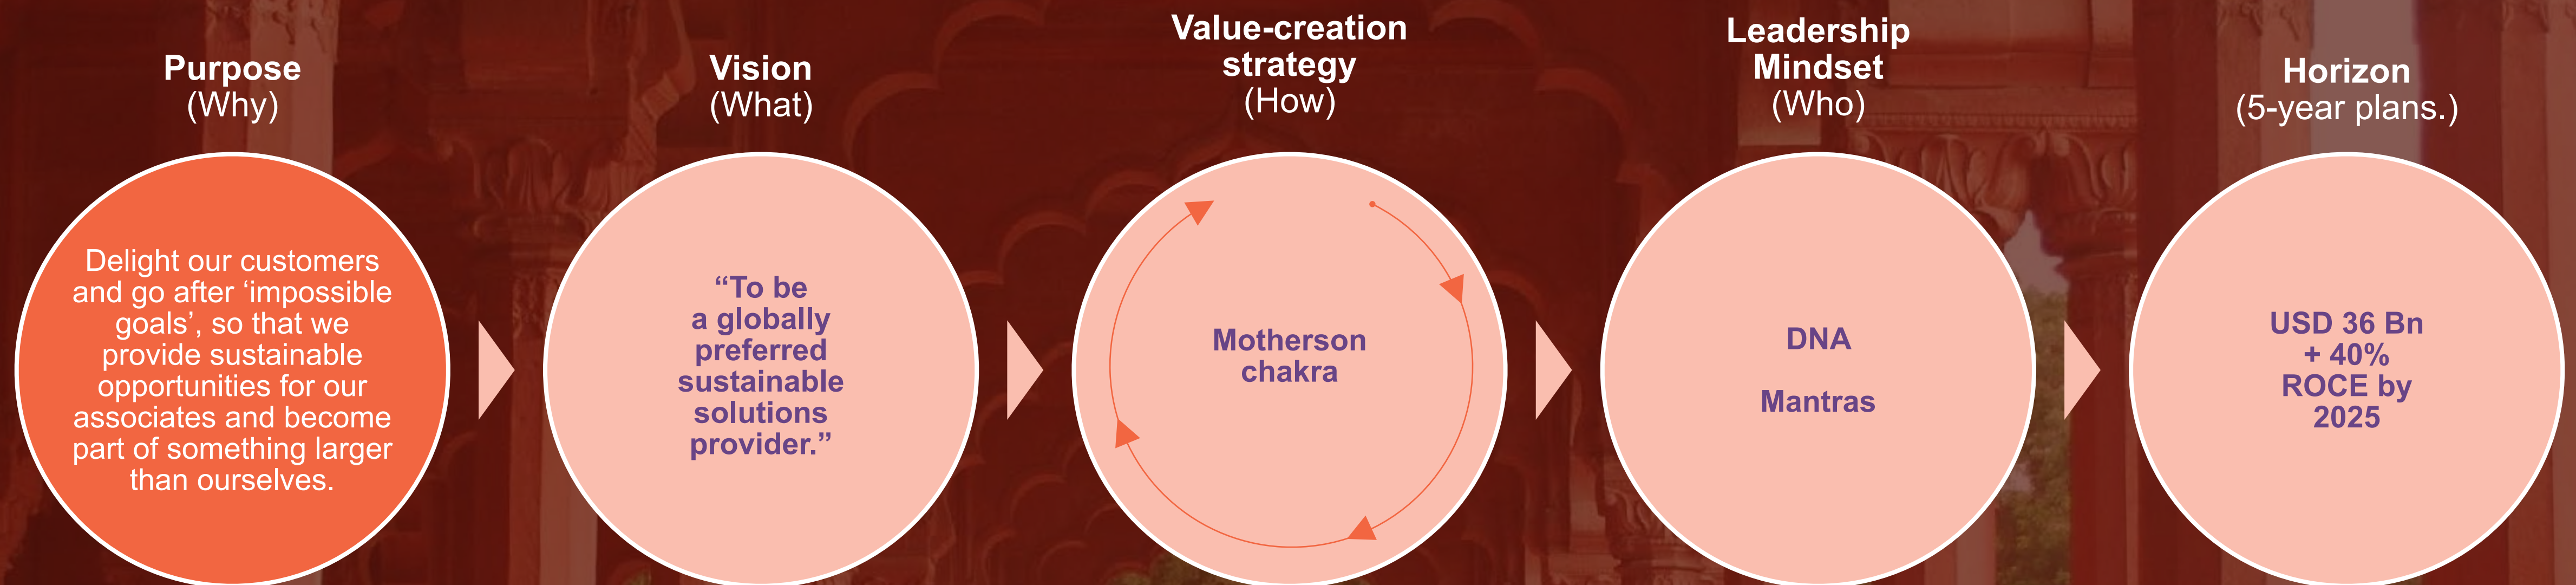 Purpose
(Why)
Delight our customers
and go after ‘impossible
goals’, so that we
provide sustainable
opportunities for our
associates and become
part of something larger
than ourselves.
Vision
(What)
“To be
a globally
preferred
sustainable
solutions
provider.”
Value-creation
strategy
(How)
Motherson
chakra
Leadership
Mindset
(Who)
DNA
Mantras
Horizon
(5-year plans.)
USD 36 Bn
+ 40%
ROCE by
2025